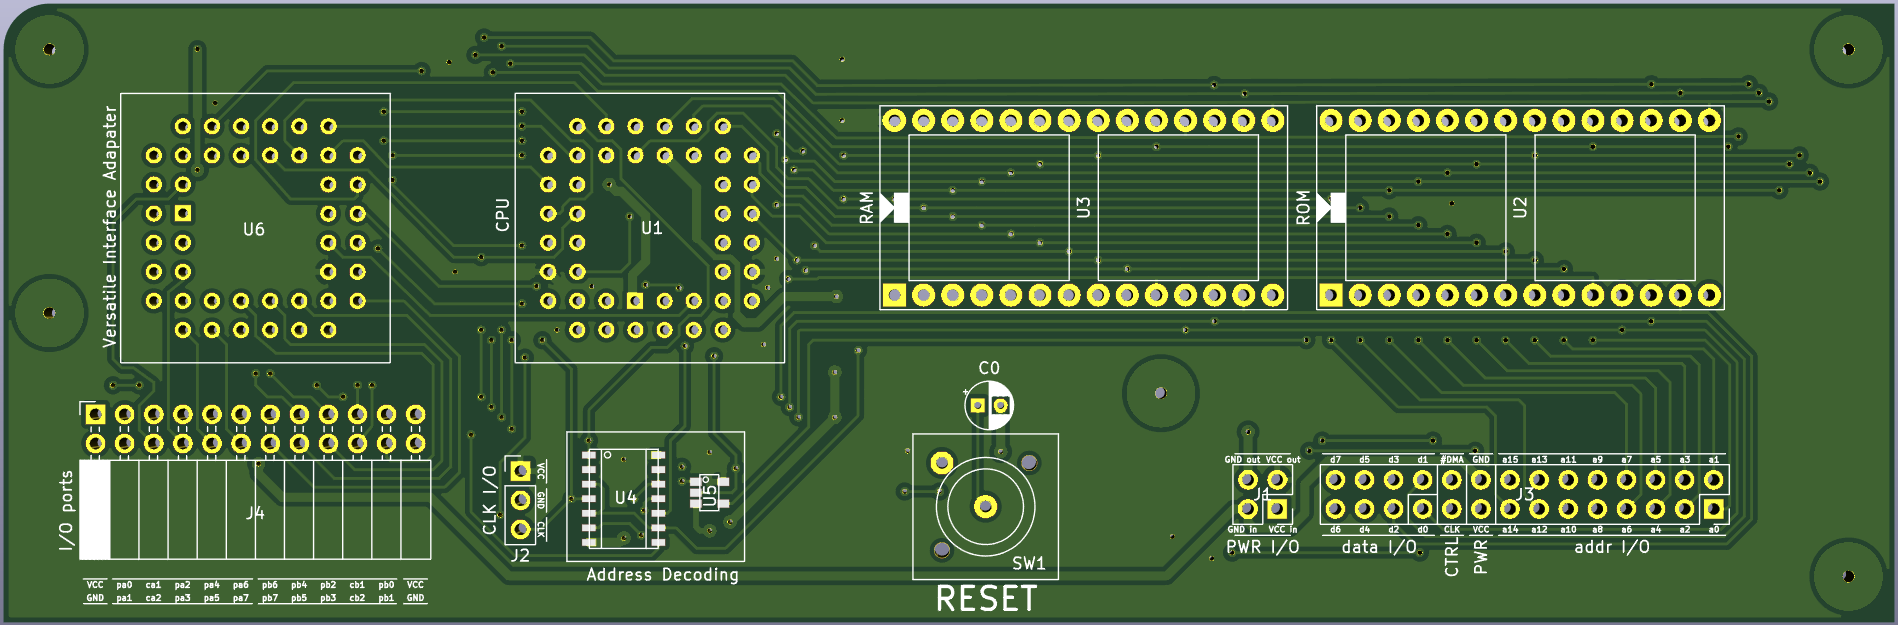 Versatile Interface Adapater
U6
CPU
U1
RAM
U3
ROM
U2
C0
+
I/O ports
J4
VCC pa0 ca1 pa2 pa4 pa6 pb6 pb4 pb2 cb1 pb0 VCC
GND pa1 ca2 pa3 pa5 pa7 pb7 pb5 pb3 cb2 pb1 GND
CLK I/O
VCC
GND
CLK
J2
U4
U5
Address Decoding
SW1
RESET
GND out VCC out
J1
GND in VCC in
PWR I/O
d7 d5 d3 d1 #DMA GND a15 a13 a11 a9 a7 a5 a3 a1
J3
d6 d4 d2 d0 CLK VCC a14 a12 a10 a8 a6 a4 a2 a0
data I/O
CTRL
PWR
addr I/O